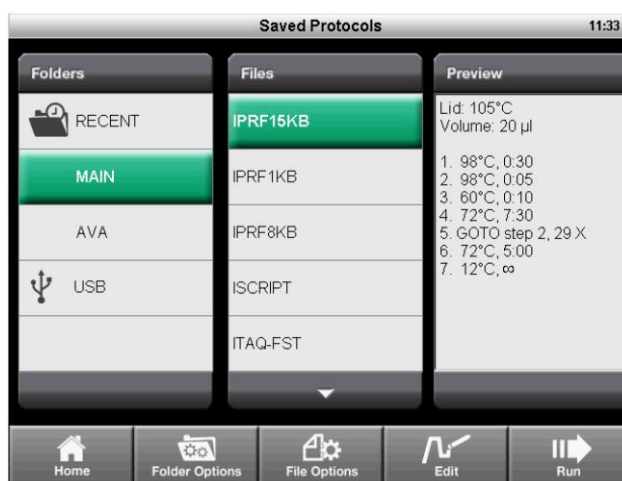 Saved Protocols
11:33
Folders
RECENT
MAIN
AVA
USB
Files
IPRF15KB
IPRF1KB
IPRF8KB
ISCRIPT
ITAQ-FST
Preview
Lid: 105°C
Volume: 20 µl
1. 98°C, 0:30
2. 98°C, 0:05
3. 60°C, 0:10
4. 72°C, 7:30
5. GOTO step 2, 29 X
6. 72°C, 5:00
7. 12°C, ∞
Home
Folder Options
File Options
Edit
Run